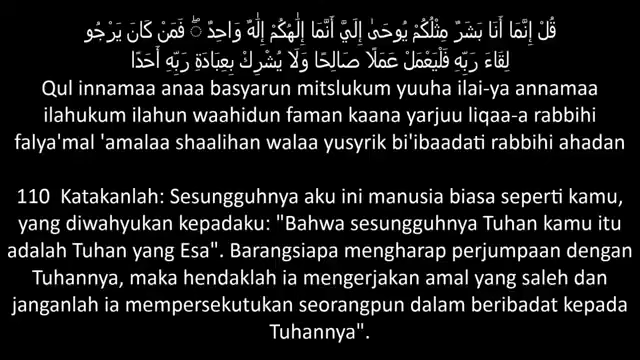 قُلْ إِنَّمَا أَنَا بَشَرٌ مِثْلُكُمْ يُوحَىٰ إِلَيَّ أَنَّمَا إِلَٰهُكُمْ إِلَٰهٌ وَاحِدٌ ۖ فَمَنْ كَانَ يَرْجُو
لِقَاءَ رَبِّهِ فَلْيَعْمَلْ عَمَلًا صَالِحًا وَلَا يُشْرِكْ بِعِبَادَةِ رَبِّهِ أَحَدًا
Qul innamaa anaa basyarun mitslukum yuuha ilai-ya annamaa
ilahukum ilahun waahidun faman kaana yarjuu liqaa-a rabbihi
falya'mal 'amalaa shaalihan walaa yusyrik bi'ibaadati rabbihi ahadan
110 Katakanlah: Sesungguhnya aku ini manusia biasa seperti kamu,
yang diwahyukan kepadaku: "Bahwa sesungguhnya Tuhan kamu itu
adalah Tuhan yang Esa". Barangsiapa mengharap perjumpaan dengan
Tuhannya, maka hendaklah ia mengerjakan amal yang saleh dan
janganlah ia mempersekutukan seorangpun dalam beribadat kepada
Tuhannya".